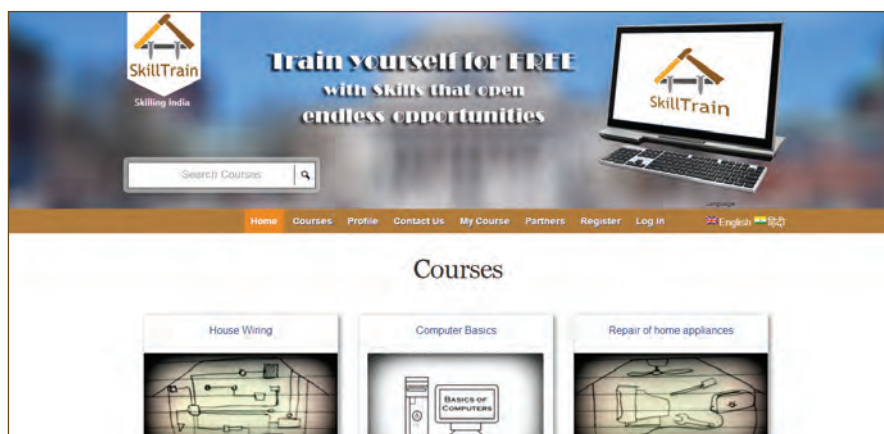 SkillTrain
Skilling India
Train yourself for FREE
with Skills that open
endless opportunities
SkillTrain
Search Courses
Language
Home Courses Profile Contact Us My Course Partners Register Log In English हिंदी
Courses
House Wiring Computer Basics Repair of home appliances
BASICS OF
COMPUTERS